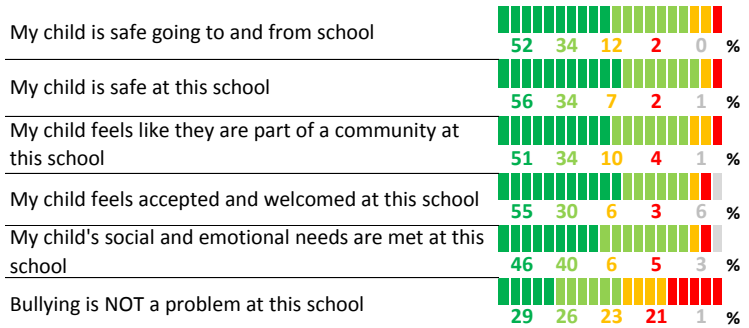 My child is safe going to and from school
52 34 12 2 0 %
My child is safe at this school
56 34 7 2 1 %
My child feels like they are part of a community at
this school
51 34 10 4 1 %
My child feels accepted and welcomed at this school
55 30 6 3 6 %
My child's social and emotional needs are met at this
school
46 40 6 5 3 %
Bullying is NOT a problem at this school
29 26 23 21 1 %